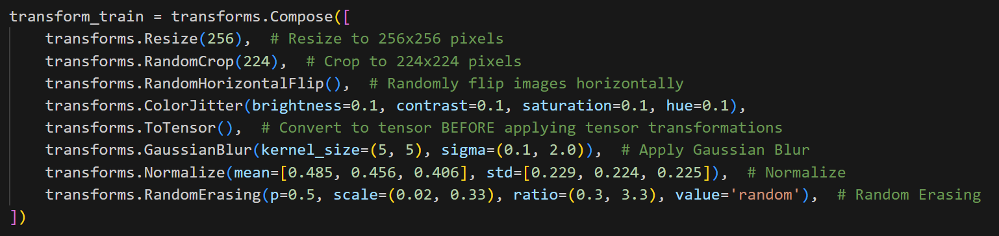 transform_train = transforms.Compose([
    transforms.Resize(256),  # Resize to 256x256 pixels
    transforms.RandomCrop(224),  # Crop to 224x224 pixels
    transforms.RandomHorizontalFlip(),  # Randomly flip images horizontally
    transforms.ColorJitter(brightness=0.1, contrast=0.1, saturation=0.1, hue=0.1),
    transforms.ToTensor(),  # Convert to tensor BEFORE applying tensor transformations
    transforms.GaussianBlur(kernel_size=(5, 5), sigma=(0.1, 2.0)),  # Apply Gaussian Blur
    transforms.Normalize(mean=[0.485, 0.456, 0.406], std=[0.229, 0.224, 0.225]),  # Normalize
    transforms.RandomErasing(p=0.5, scale=(0.02, 0.33), ratio=(0.3, 3.3), value='random'),  # Random Erasing
])